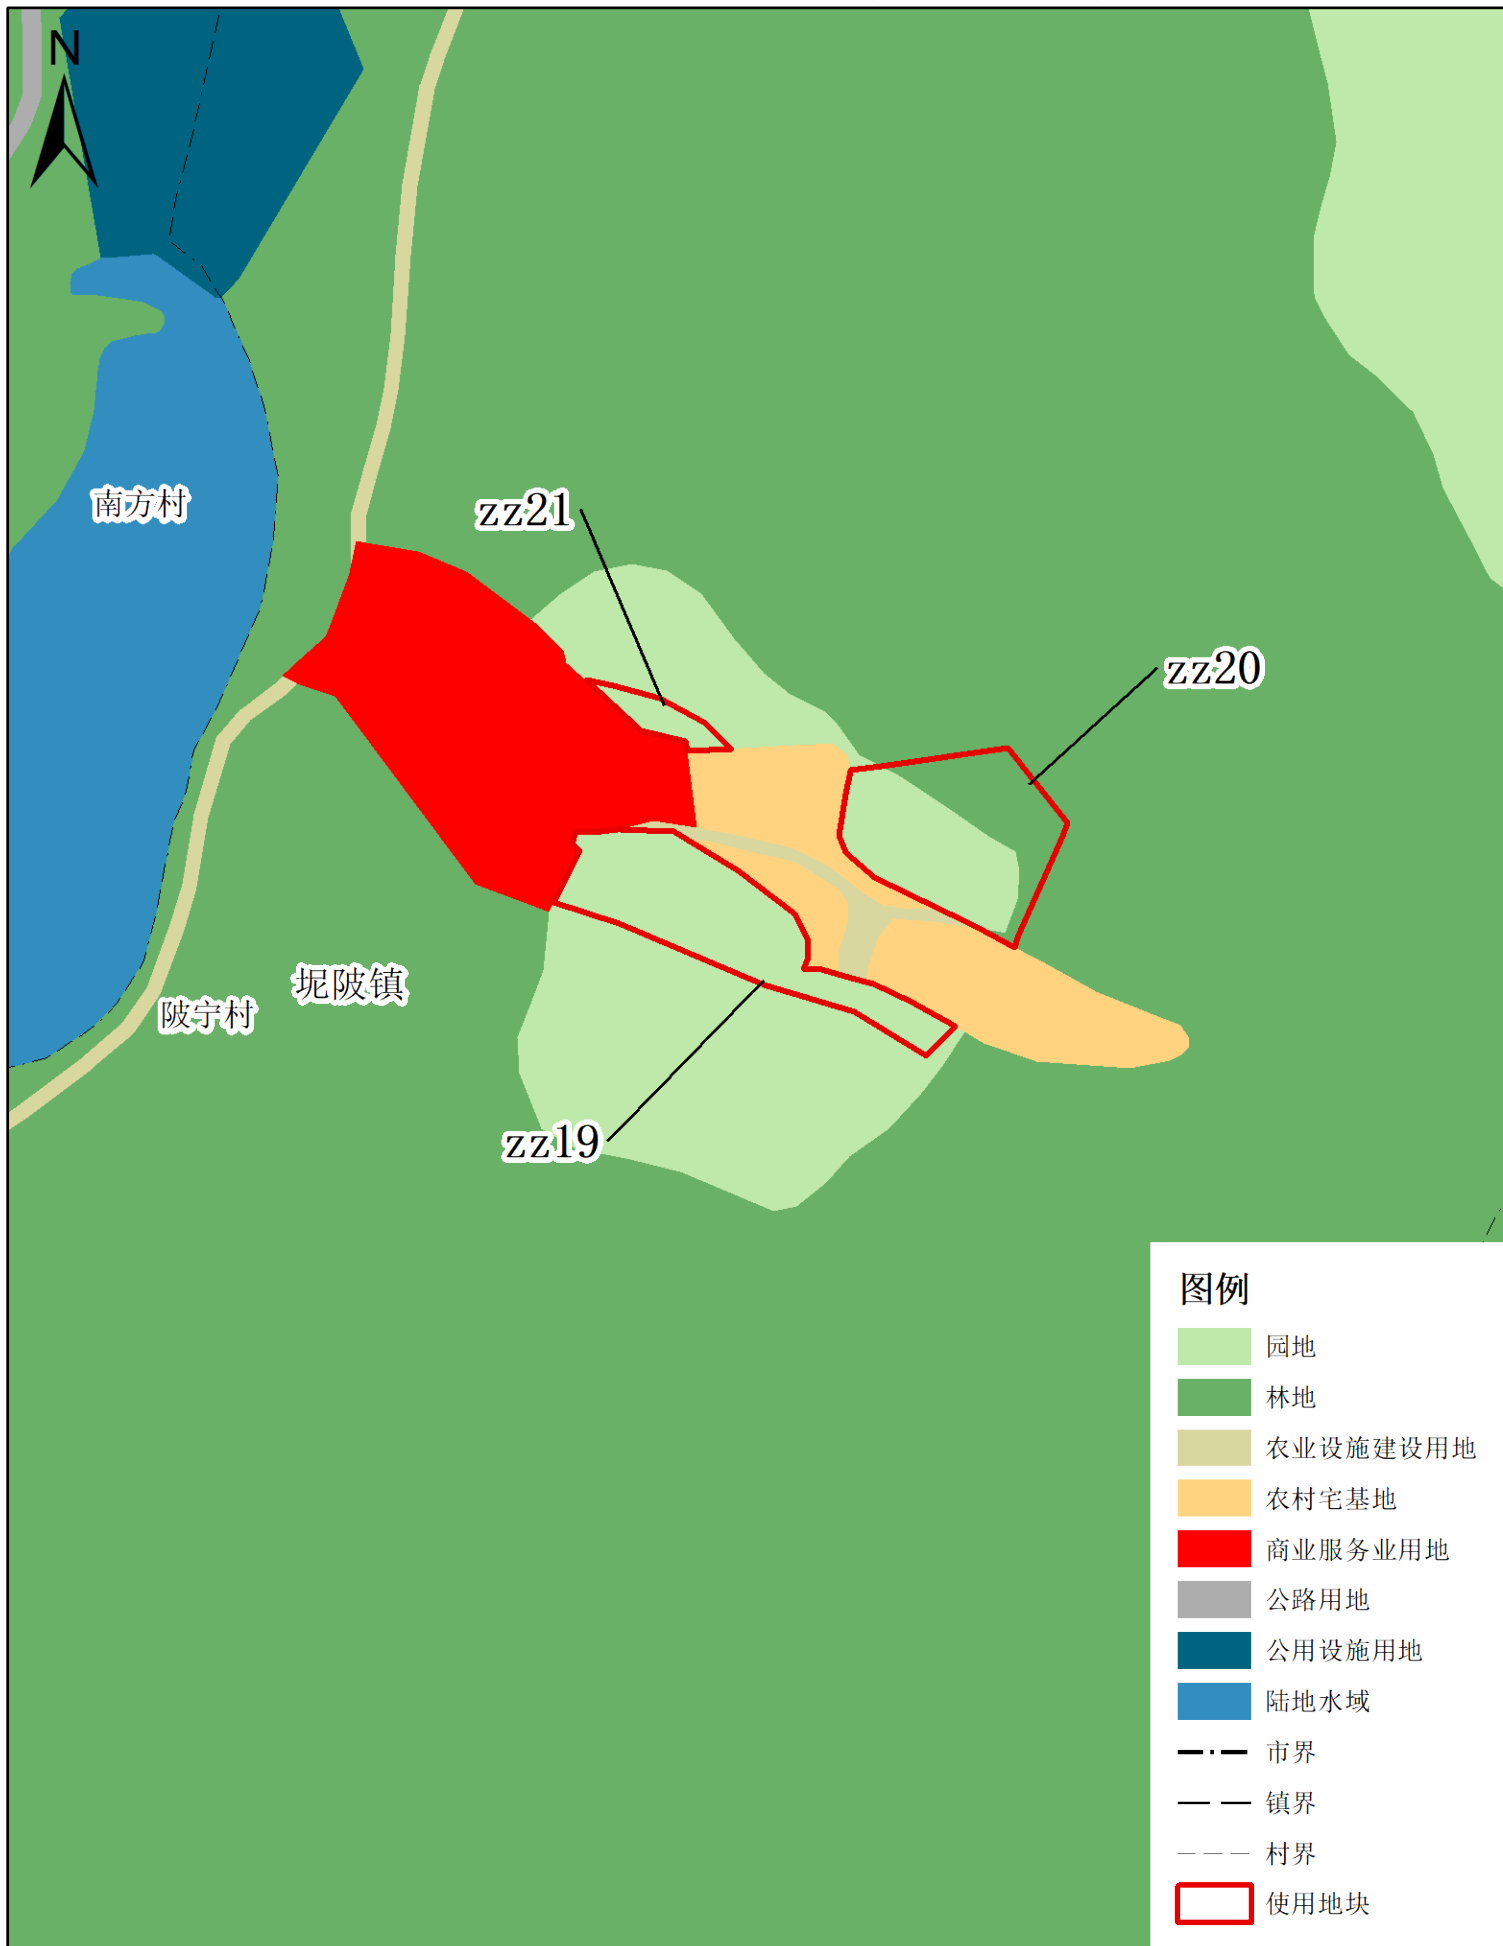 N
南方村
zz21
zz20
坭陂镇
陂宁村
zz19
图例
园地
林地
农业设施建设用地
农村宅基地
商业服务业用地
公路用地
公用设施用地
陆地水域
市界
镇界
村界
使用地块